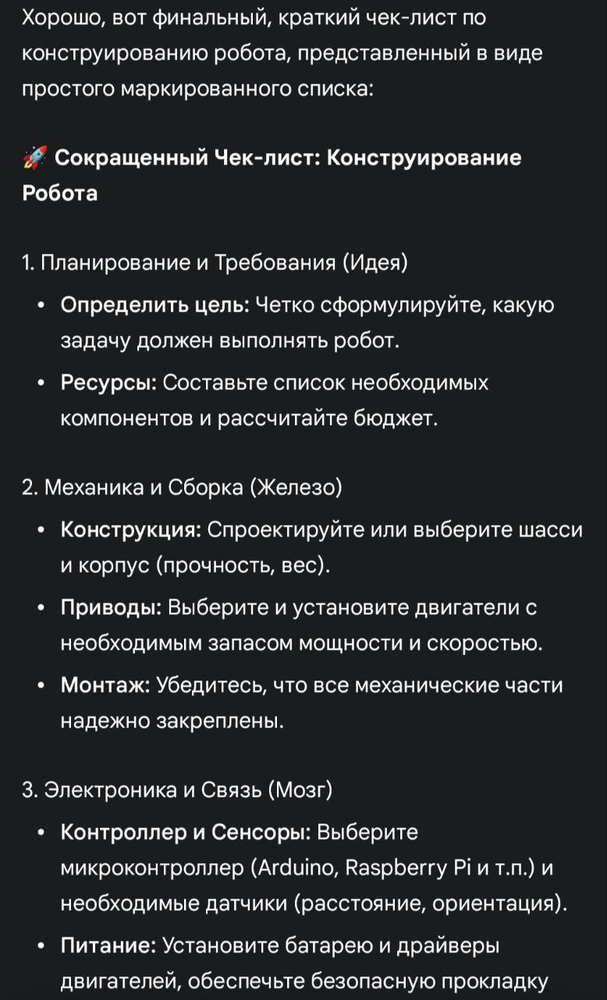 Хорошо, вот финальный, краткий чек-лист по
конструированию робота, представленный в виде
простого маркированного списка:
🚀 Сокращенный Чек-лист: Конструирование
Робота
1. Планирование и Требования (Идея)
• Определить цель: Четко сформулируйте, какую
задачу должен выполнять робот.
• Ресурсы: Составьте список необходимых
компонентов и рассчитайте бюджет.
2. Механика и Сборка (Железо)
• Конструкция: Спроектируйте или выберите шасси
и корпус (прочность, вес).
• Приводы: Выберите и установите двигатели с
необходимым запасом мощности и скоростью.
• Монтаж: Убедитесь, что все механические части
надежно закреплены.
3. Электроника и Связь (Мозг)
• Контроллер и Сенсоры: Выберите
микроконтроллер (Arduino, Raspberry Pi и т.п.) и
необходимые датчики (расстояние, ориентация).
• Питание: Установите батарею и драйверы
двигателей, обеспечьте безопасную прокладку